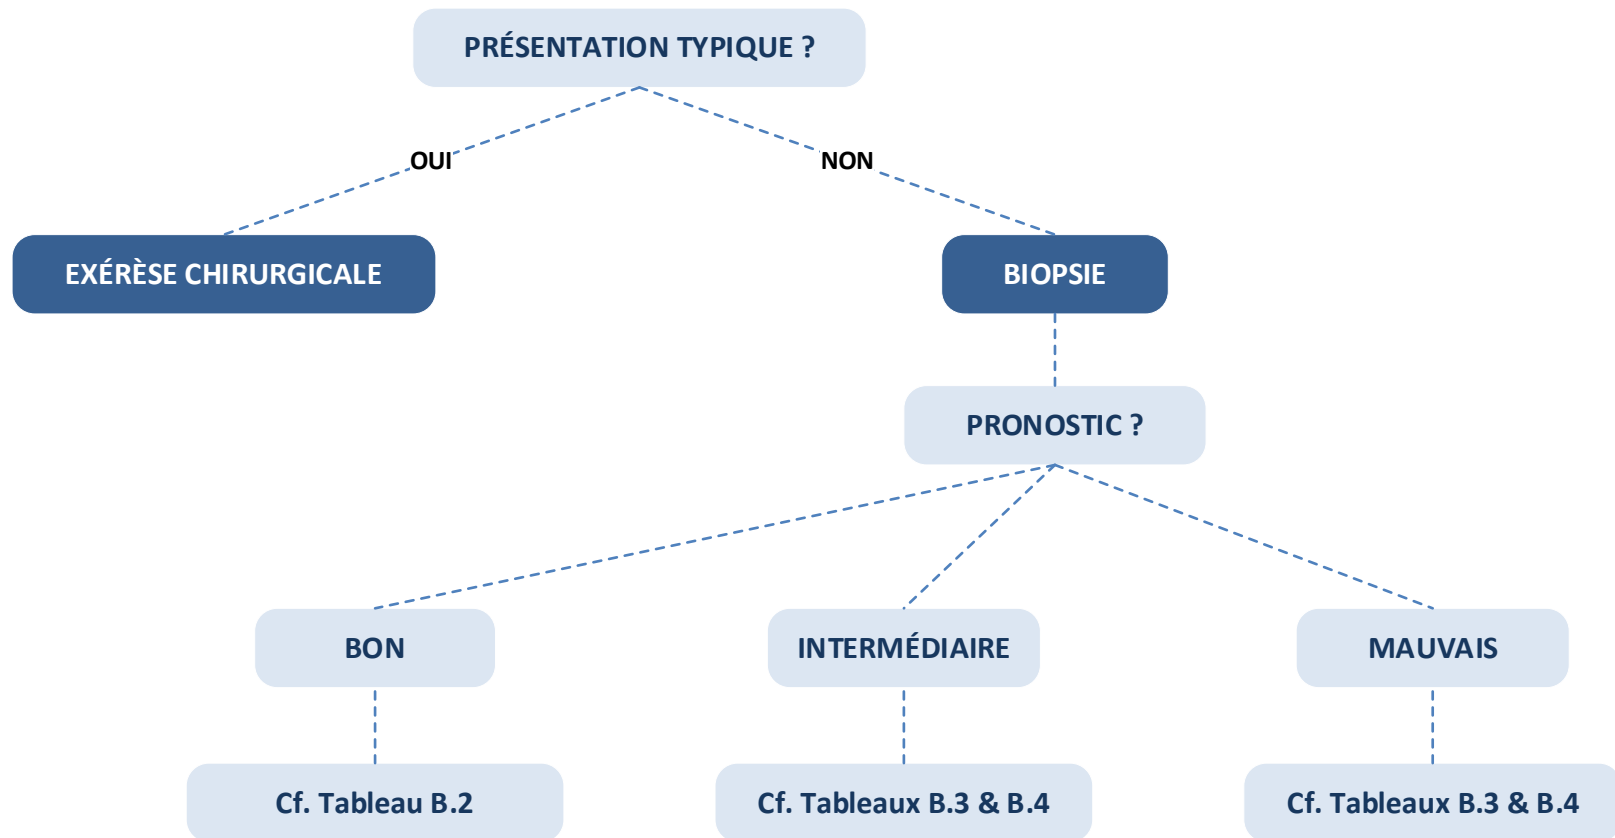 PRÉSENTATION TYPIQUE ?
OUI
NON
EXÉRÈSE CHIRURGICALE
BIOPSIE
PRONOSTIC ?
BON
INTERMÉDIAIRE
MAUVAIS
Cf. Tableau B.2
Cf. Tableaux B.3 & B.4
Cf. Tableaux B.3 & B.4